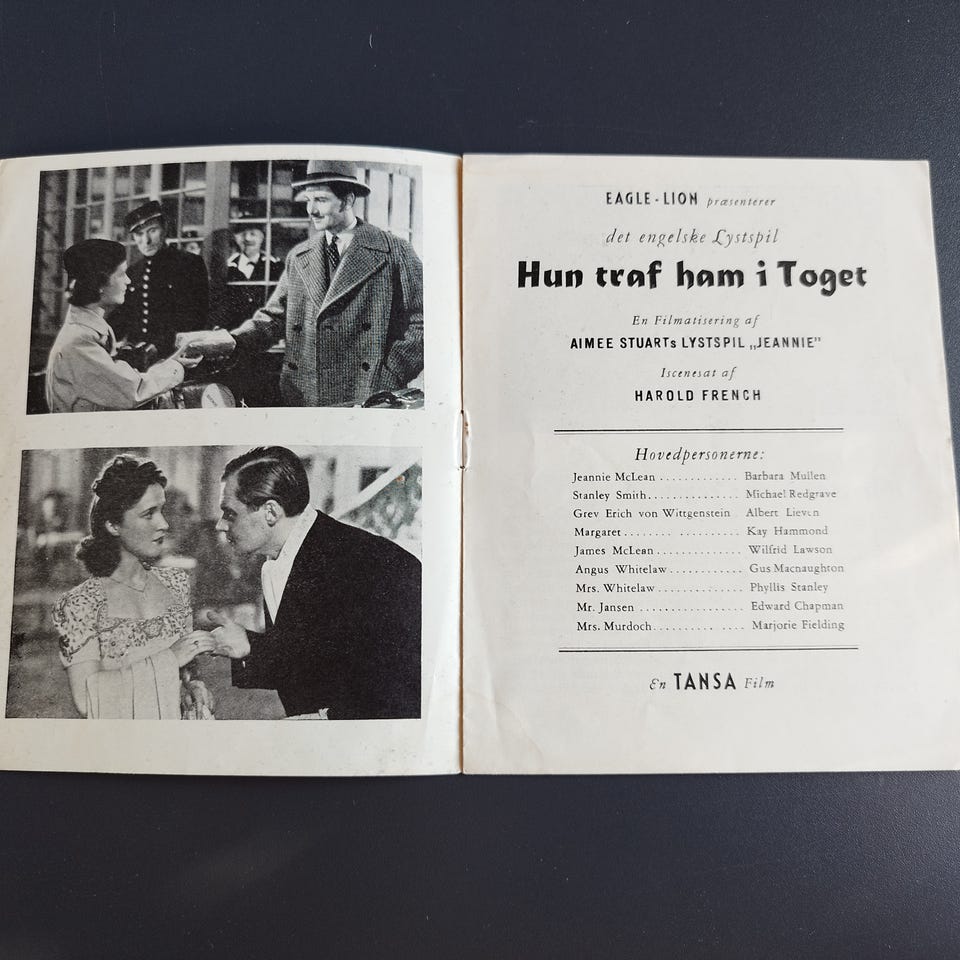 EAGLE-LION præsenterer
det engelske Lystspil
Hun traf ham i Toget
En Filmatisering af
AIMEE STUARTs LYSTSPIL „JEANNIE”
Iscenesat af
HAROLD FRENCH
Hovedpersonerne:
Jeannie McLean ............. Barbara Mullen
Stanley Smith............... Michael Redgrave
Grev Erich von Wittgenstein Albert Lieven
Margaret........ .......... Kay Hammond
James McLean .............. Wilfrid Lawson
Angus Whitelaw ............ Gus Macnaughton
Mrs. Whitelaw .............. Phyllis Stanley
Mr. Jansen ................. Edward Chapman
Mrs. Murdoch.......... .... Marjorie Fielding
En TANSA Film